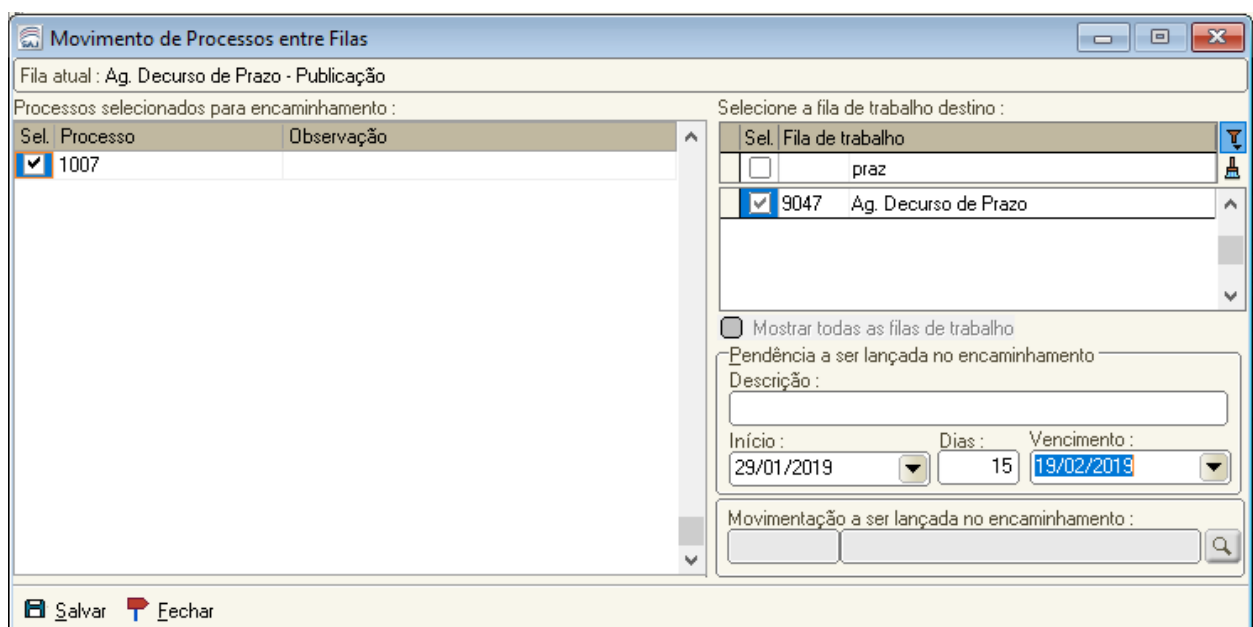 Movimento de Processos entre Filas
Fila atual : Ag. Decurso de Prazo - Publicação
Processos selecionados para encaminhamento :
Sel. Processo Observação
1007
Selecione a fila de trabalho destino :
Sel. Fila de trabalho
praz
9047 Ag. Decurso de Prazo
Mostrar todas as filas de trabalho
Pendência a ser lançada no encaminhamento
Descrição :
Início : Dias : Vencimento :
29/01/2019 15 19/02/2019
Movimentação a ser lançada no encaminhamento :
Salvar Fechar